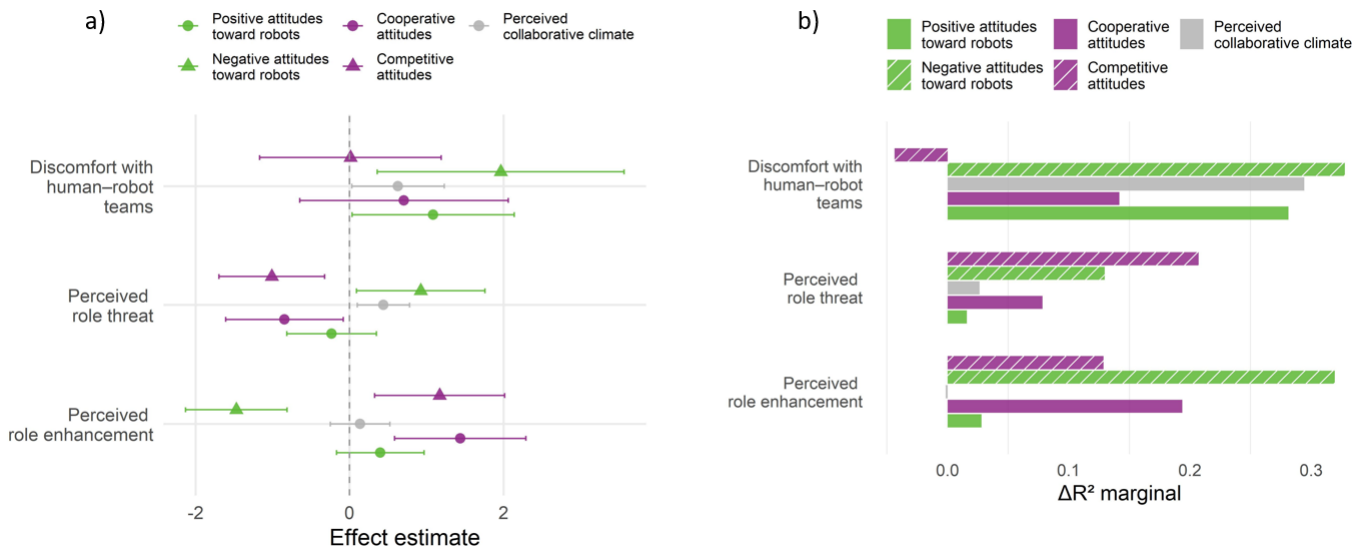 a)
Positive attitudes
toward robots
Cooperative
attitudes
Perceived
collaborative climate
Negative attitudes
toward robots
Competitive
attitudes
Discomfort with
human–robot
teams
Perceived
role threat
Perceived
role enhancement
-2
0
2
Effect estimate
b)
Positive attitudes
toward robots
Cooperative
attitudes
Perceived
collaborative climate
Negative attitudes
toward robots
Competitive
attitudes
Discomfort with
human–robot
teams
Perceived
role threat
Perceived
role enhancement
0.0
0.1
0.2
0.3
ΔR² marginal